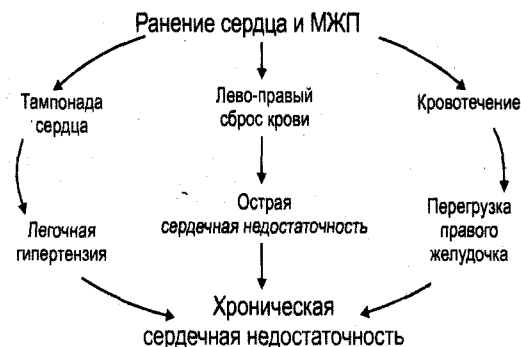 Ранение сердца и МЖП
Тампонада
сердца
Лево-правый
сброс крови
Кровотечение
Легочная
гипертензия
Острая
сердечная недостаточность
Перегрузка
правого
желудочка
Хроническая
сердечная недостаточность